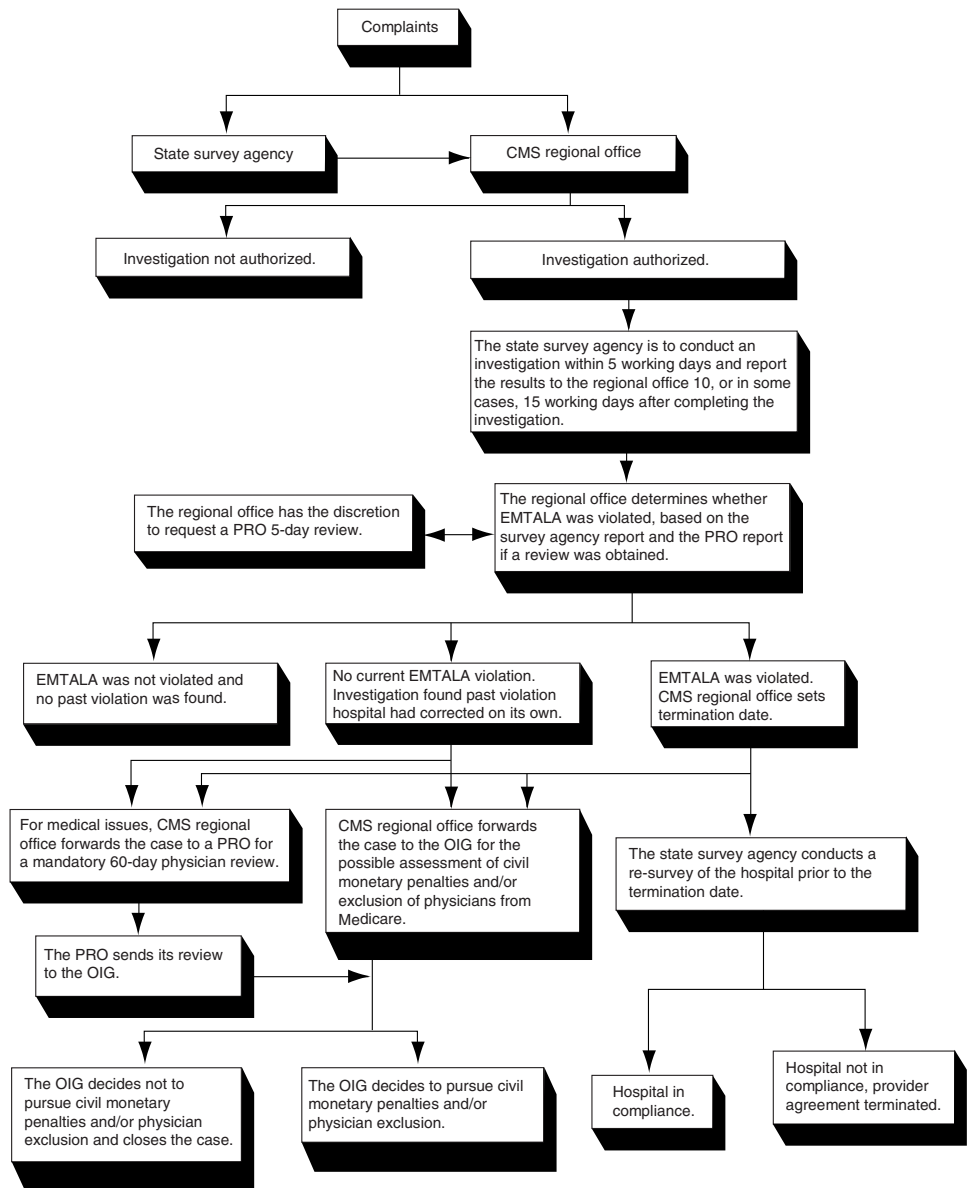 Complaints
State survey agency
CMS regional office
Investigation not authorized.
Investigation authorized.
The state survey agency is to conduct an
investigation within 5 working days and report
the results to the regional office 10, or in some
cases, 15 working days after completing the
investigation.
The regional office has the discretion
to request a PRO 5-day review.
The regional office determines whether
EMTALA was violated, based on the
survey agency report and the PRO report
if a review was obtained.
EMTALA was not violated and
no past violation was found.
No current EMTALA violation.
Investigation found past violation
hospital had corrected on its own.
EMTALA was violated.
CMS regional office sets
termination date.
For medical issues, CMS regional
office forwards the case to a PRO for
a mandatory 60-day physician review.
CMS regional office forwards
the case to the OIG for the
possible assessment of civil
monetary penalties and/or
exclusion of physicians from
Medicare.
The state survey agency conducts a
re-survey of the hospital prior to the
termination date.
The PRO sends its review
to the OIG.
The OIG decides not to
pursue civil monetary
penalties and/or physician
exclusion and closes the case.
The OIG decides to pursue civil
monetary penalties and/or
physician exclusion.
Hospital in
compliance.
Hospital not in
compliance, provider
agreement terminated.